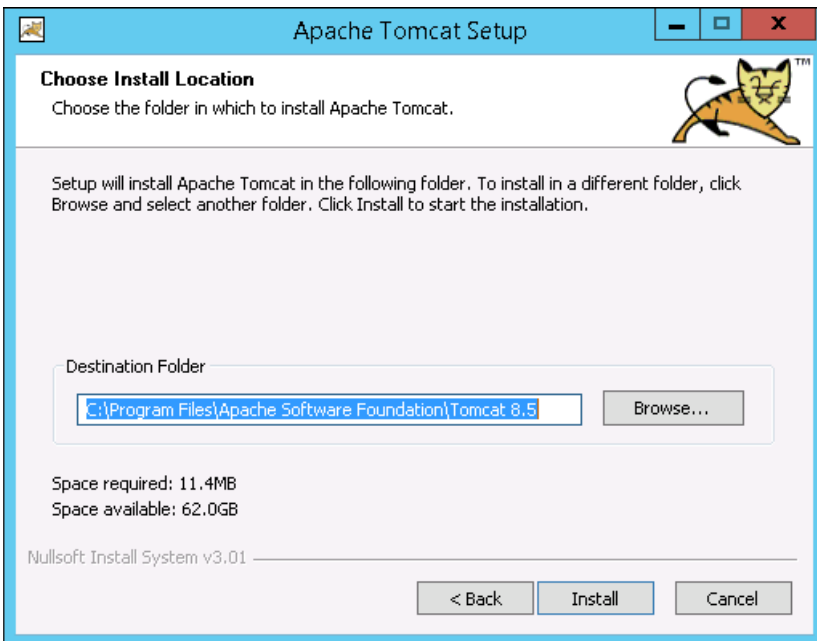 Apache Tomcat Setup
x
Choose Install Location
Choose the folder in which to install Apache Tomcat.
TM
Setup will install Apache Tomcat in the following folder. To install in a different folder, click
Browse and select another folder. Click Install to start the installation.
Destination Folder
C:\Program Files\Apache Software Foundation\Tomcat 8.5
Browse...
Space required: 11.4MB
Space available: 62.0GB
Nullsoft Install System v3.01
< Back
Install
Cancel